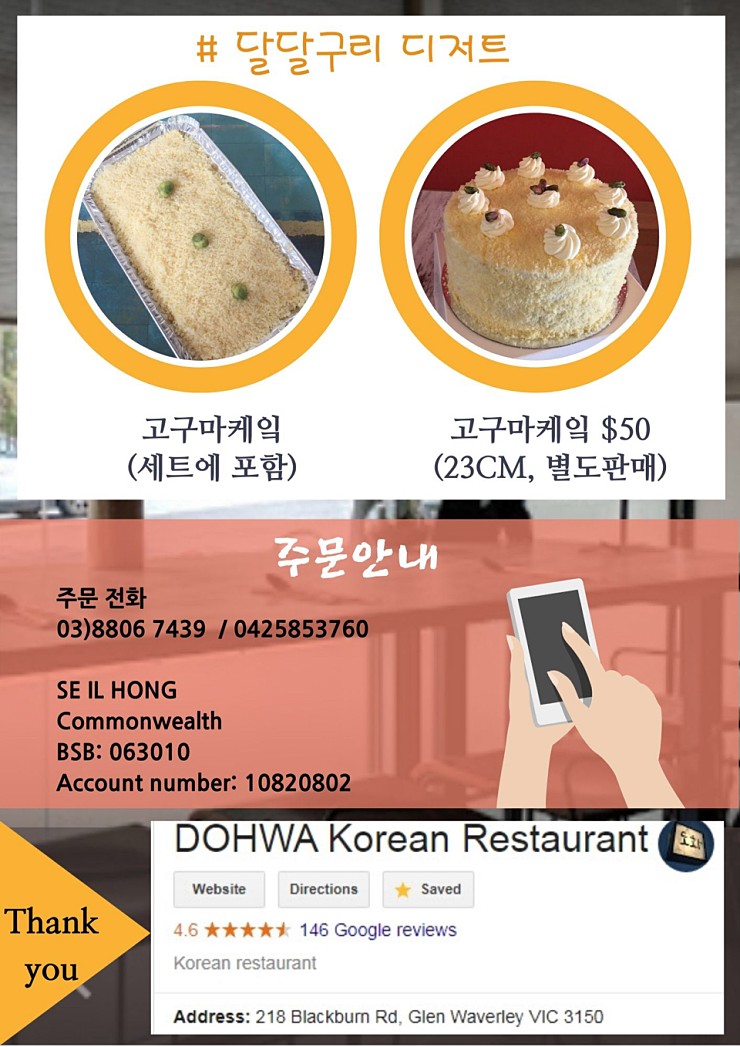 # 달달구리 디저트
고구마케잌
(세트에 포함)
고구마케잌 $50
(23CM, 별도판매)
주문안내
주문 전화
03)8806 7439 / 0425853760
SE IL HONG
Commonwealth
BSB: 063010
Account number: 10820802
Thank
you
DOHWA Korean Restaurant
도화
Website
Directions
Saved
4.6 146 Google reviews
Korean restaurant
Address: 218 Blackburn Rd, Glen Waverley VIC 3150